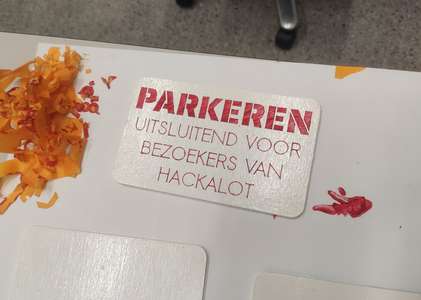 PARKEREN
UITSLUITEND VOOR
BEZOEKERS VAN
HACKALOT